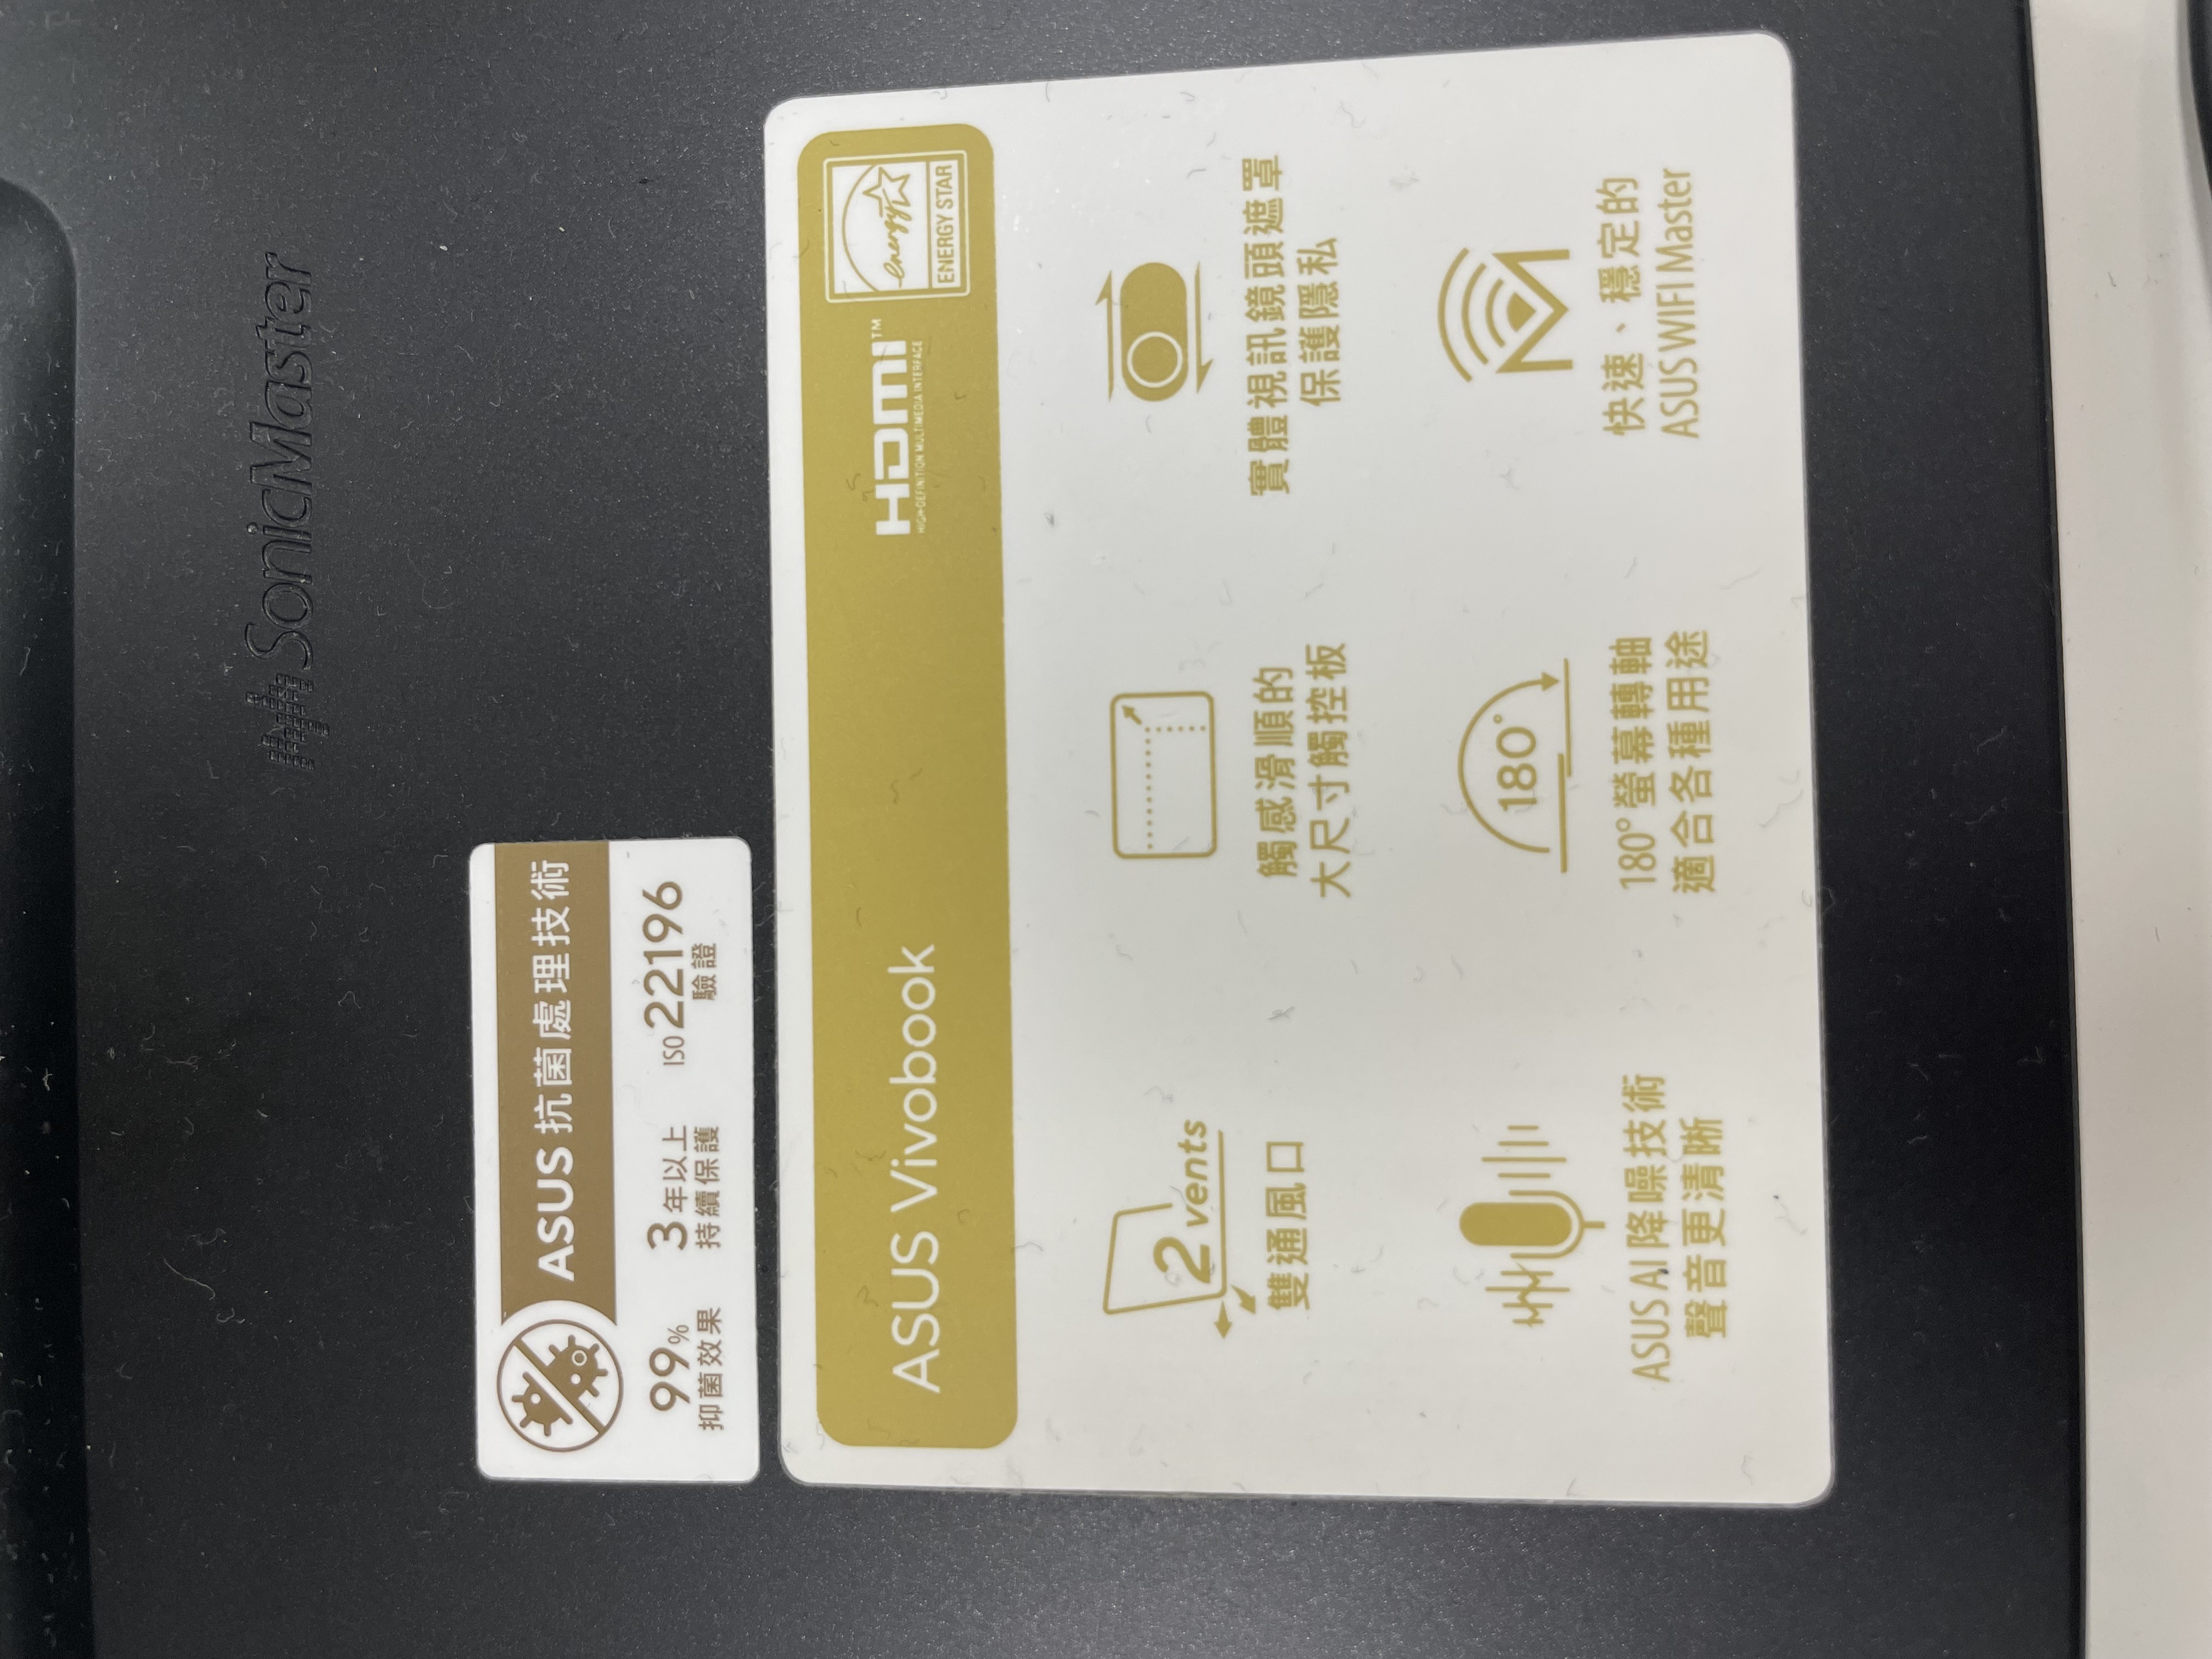 SonicMaster
ASUS 抗菌處理技術
99% 3年以上 ISO 22196
抑菌效果 持續保護 驗證
ASUS Vivobook
HDMI™
HIGH-DEFINITION MULTIMEDIA INTERFACE
energy
ENERGY STAR
2 vents
雙通風口
觸感滑順的
大尺寸觸控板
實體視訊鏡頭遮罩
保護隱私
ASUS AI 降噪技術
聲音更清晰
180°
180° 螢幕轉軸
適合各種用途
快速、穩定的
ASUS WIFI Master